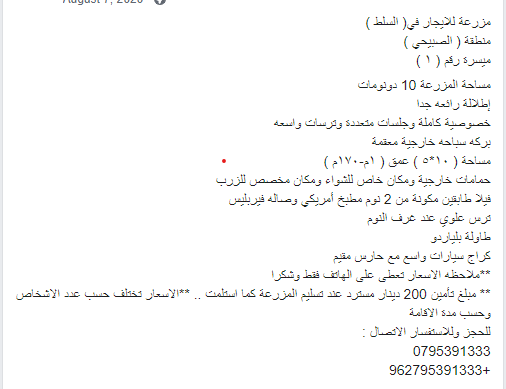 August 7, 2020
مزرعة للايجار في( السلط )
منطقة ( الصبيحي )
ميسرة رقم ( ١ )
مساحة المزرعة 10 دونومات
إطلالة رائعه جدا
خصوصية كاملة وجلسات متعددة وترسات واسعه
بركه سباحه خارجية معقمة
مساحة ( ١٠*٥ ) عمق ( ١م-١٧٠م )
حمامات خارجية ومكان خاص للشواء ومكان مخصص للزرب
فيلا طابقين مكونة من 2 نوم مطبخ أمريكي وصاله فيربليس
ترس علوي عند غرف النوم
طاولة بلياردو
كراج سيارات واسع مع حارس مقيم
**ملاحظه الاسعار تعطى على الهاتف فقط وشكرا
** مبلغ تأمين 200 دينار مسترد عند تسليم المزرعة كما استلمت .. **الاسعار تختلف حسب عدد الاشخاص
وحسب مدة الاقامة
للحجز وللاستفسار الاتصال :
0795391333
+962795391333